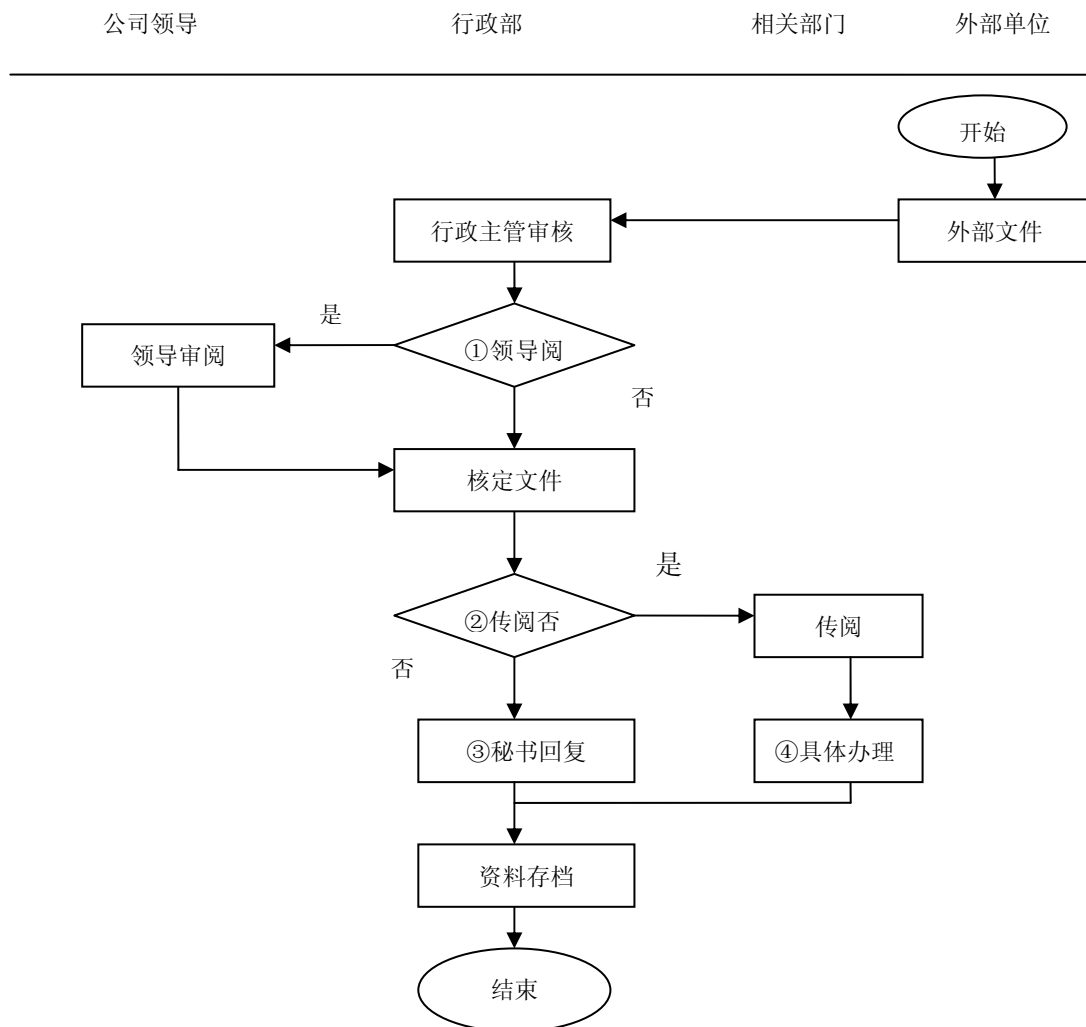 公司领导 行政部 相关部门 外部单位
开始
行政主管审核 外部文件
是
领导审阅 ①领导阅
否
核定文件
是
②传阅否 传阅
否
③秘书回复 ④具体办理
资料存档
结束